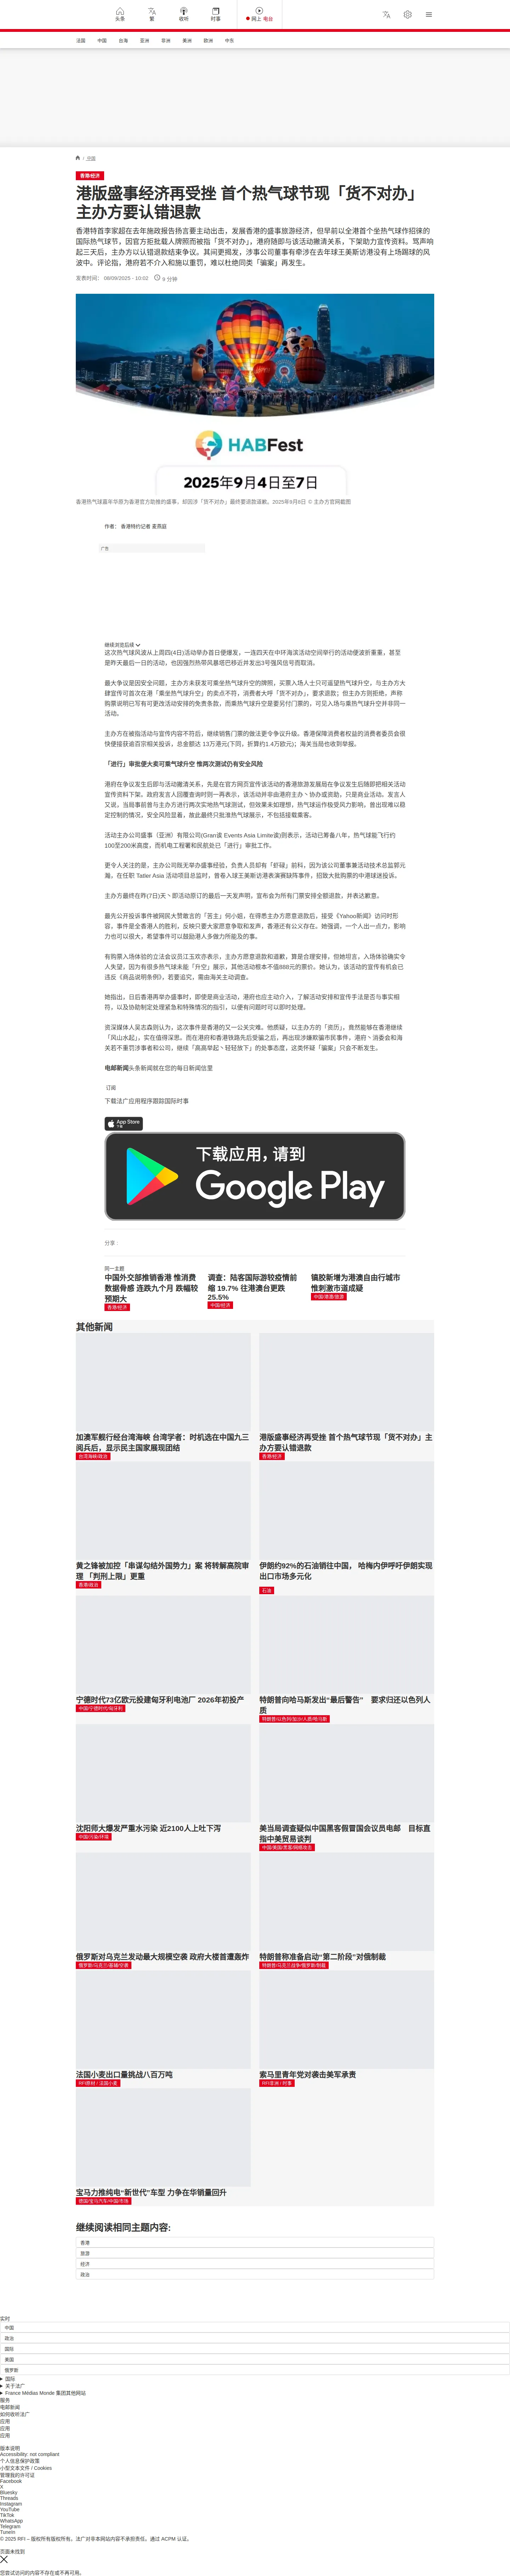 头条
繁
收听
时事
网上 电台
法国
中国
台海
亚洲
非洲
美洲
欧洲
中东
/ 中国
香港/经济
港版盛事经济再受挫 首个热气球节现「货不对办」
主办方要认错退款
香港特首李家超在去年施政报告扬言要主动出击，发展香港的盛事旅游经济，但早前以全港首个坐热气球作招徕的
国际热气球节，因官方拒批载人牌照而被指「货不对办」，港府随即与该活动撇清关系，下架助力宣传资料。骂声响
起三天后，主办方以认错退款结束争议。其间更揭发，涉事公司董事有牵涉在去年球王美斯访港没有上场踢球的风
波中。评论指，港府若不介入和施以重罚，难以杜绝同类「骗案」再发生。
发表时间： 08/09/2025 - 10:02
6 分钟
HABFest
2025年9月4日至7日
香港热气球嘉年华原为香港官方助推的盛事，却因涉「货不对办」最终要退款道歉。2025年9月8日 © 主办方官网截图
作者： 香港特约记者 麦燕庭
广告
继续浏览后续
这次热气球风波从上周四(4日)活动举办首日便爆发，一连四天在中环海滨活动空间举行的活动便波折重重，甚至
是昨天最后一日的活动，也因强烈热带风暴塔巴移近并发出3号强风信号而取消。
最大争议是因安全问题，主办方未获发可乘坐热气球升空的牌照，买票入场人士只可遥望热气球升空，与主办方大
肆宣传可首次在港「乘坐热气球升空」的卖点不符，消费者大呼「货不对办」，要求退款；但主办方则拒绝，声称
购票说明已写有可更改活动安排的免责条款，而乘热气球升空是要另付门票的，可见入场与乘热气球升空并非同一
活动。
主办方在被指活动与宣传内容不符后，继续销售门票的做法更令争议升级。香港保障消费者权益的消费者委员会很
快便接获逾百宗相关投诉，总金额达 13万港元(下同，折算约1.4万欧元)；海关当局也收到举报。
「进行」审批便大卖可乘气球升空 惟两次测试仍有安全风险
港府在争议发生后即与活动撇清关系，先是在官方网页宣传该活动的香港旅游发展局在争议发生后随即把相关活动
宣传资料下架。政府发言人回覆查询时则一再表示，该活动并非由港府主办丶协办或资助，只是商业活动。发言人
又说，当局事前曾与主办方进行两次实地热气球测试，但效果未如理想，热气球运作极受风力影响，曾出现难以稳
定控制的情况，安全风险显着，故此最终只批准热气球展示，不包括接载乘客。
活动主办公司盛事（亚洲）有限公司(Gran诶 Events Asia Limite诶)则表示，活动已筹备八年，热气球能飞行约
100至200米高度，而机电工程署和民航处已「进行」审批工作。
更令人关注的是，主办公司既无举办盛事经验，负责人员却有「虾碌」前科，因为该公司董事兼活动技术总监郭元
瀚，在任职 Tatler Asia 活动项目总监时，曾卷入球王美斯访港表演赛缺阵事件，招致大批购票的中港球迷投诉。
主办方最终在昨(7日)天丶即活动原订的最后一天发声明，宣布会为所有门票安排全额退款，并表达歉意。
最先公开投诉事件被网民大赞敢言的「苦主」何小姐，在得悉主办方愿意退款后，接受《Yahoo新闻》访问时形
容，事件是全香港人的胜利，反映只要大家愿意争取和发声，香港还有公义存在。她强调，一个人出一点力，影响
力也可以很大，希望事件可以鼓励港人多做力所能及的事。
有购票入场体验的立法会议员江玉欢亦表示，主办方愿意退款和道歉，算是合理安排，但她坦言，入场体验确实令
人失望，因为有很多热气球未能「升空」展示，其他活动根本不值888元的票价。她认为，该活动的宣传有机会已
违反《商品说明条例》，若要追究，需由海关主动调查。
她指出，日后香港再举办盛事时，即使是商业活动，港府也应主动介入，了解活动安排和宣传手法是否与事实相
符，以及协助制定处理紧急和特殊情况的指引，以便有问题时可以即时处理。
资深媒体人吴志森则认为，这次事件是香港的又一公关灾难。他质疑，以主办方的「资历」，竟然能够在香港继续
「风山水起」，实在值得深思。而在港府和香港铁路先后受骗之后，再出现涉嫌欺骗市民事件，港府丶消委会和海
关若不重罚涉事者和公司，继续「高高举起丶轻轻放下」的处事态度，这类怀疑「骗案」只会不断发生。
电邮新闻头条新闻就在您的每日新闻信里
订阅
下载法广应用程序跟踪国际时事
App Store
下载应用，请到
Google Play
分享 :
同一主题
中国外交部推销香港 惟消费数据骨感 连跌九个月 跌幅较预期大
香港/经济
调查：陆客国际游较疫情前缩 19.7% 往港澳台更跌25.5%
中国/经济
镇胶新增为港澳自由行城市 惟刺激市道成疑
中国/港澳/旅游
其他新闻
加澳军舰行经台湾海峡 台湾学者：时机选在中国九三阅兵后，显示民主国家展现团结
台湾海峡/政治
港版盛事经济再受挫 首个热气球节现「货不对办」主办方要认错退款
香港/经济
黄之锋被加控「串谋勾结外国势力」案 将转解高院审理 「判刑上限」更重
香港/政治
伊朗约92%的石油销往中国， 哈梅内伊呼吁伊朗实现出口市场多元化
石油
宁德时代73亿欧元投建匈牙利电池厂 2026年初投产
中国/宁德时代/匈牙利
特朗普向哈马斯发出“最后警告” 要求归还以色列人质
特朗普/以色列/加沙人质/哈马斯
沈阳师大爆发严重水污染 近2100人上吐下泻
中国/污染/环境
美当局调查疑似中国黑客假冒国会议员电邮 目标直指中美贸易谈判
中国/美国/黑客/网络攻击
俄罗斯对乌克兰发动最大规模空袭 政府大楼首遭轰炸
俄罗斯/乌克兰/基辅/空袭
特朗普称准备启动“第二阶段”对俄制裁
特朗普/乌克兰战争/俄罗斯/制裁
法国小麦出口量挑战八百万吨
RFI原材 / 法国小麦
索马里青年党对袭击美军承责
RFI非洲 / 时事
宝马力推纯电“新世代”车型 力争在华销量回升
德国/宝马汽车/中国/市场
继续阅读相同主题内容:
香港
旅游
经济
政治
实时
中国
政治
国际
美国
俄罗斯
国际
关于法广
France Médias Monde 集团其他网站
服务
电邮新闻
如何收听法广
应用
应用
应用
版本说明
Accessibility: not compliant
个人信息保护政策
小型文本文件 / Cookies
管理我的许可证
Facebook
X
Bluesky
Threads
Instagram
YouTube
TikTok
WhatsApp
Telegram
TuneIn
© 2025 RFI – 版权所有版权所有。法广对非本网站内容不承担责任。通过 ACPM 认证。
页面未找到
您尝试访问的内容不存在或不再可用。